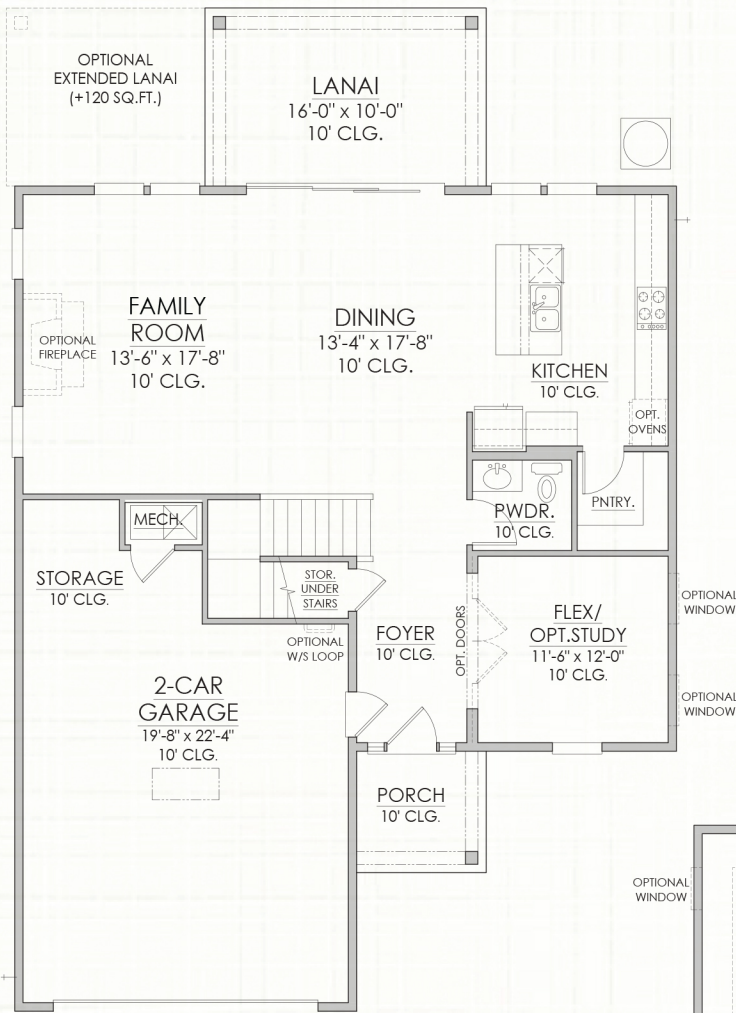 OPTIONAL
EXTENDED LANAI
(+120 SQ.FT.)
LANAI
16'-0" x 10'-0"
10' CLG.
FAMILY
ROOM
13'-6" x 17'-8"
10' CLG.
OPTIONAL
FIREPLACE
DINING
13'-4" x 17'-8"
10' CLG.
KITCHEN
10' CLG.
OPT.
OVENS
MECH.
PWDR.
10' CLG.
PNTRY.
STORAGE
10' CLG.
STOR.
UNDER
STAIRS
OPTIONAL
W/S LOOP
FOYER
10' CLG.
OPT. DOORS
FLEX/
OPT.STUDY
11'-6" x 12'-0"
10' CLG.
OPTIONAL
WINDOW
OPTIONAL
WINDOW
2-CAR
GARAGE
19'-8" x 22'-4"
10' CLG.
PORCH
10' CLG.
OPTIONAL
WINDOW